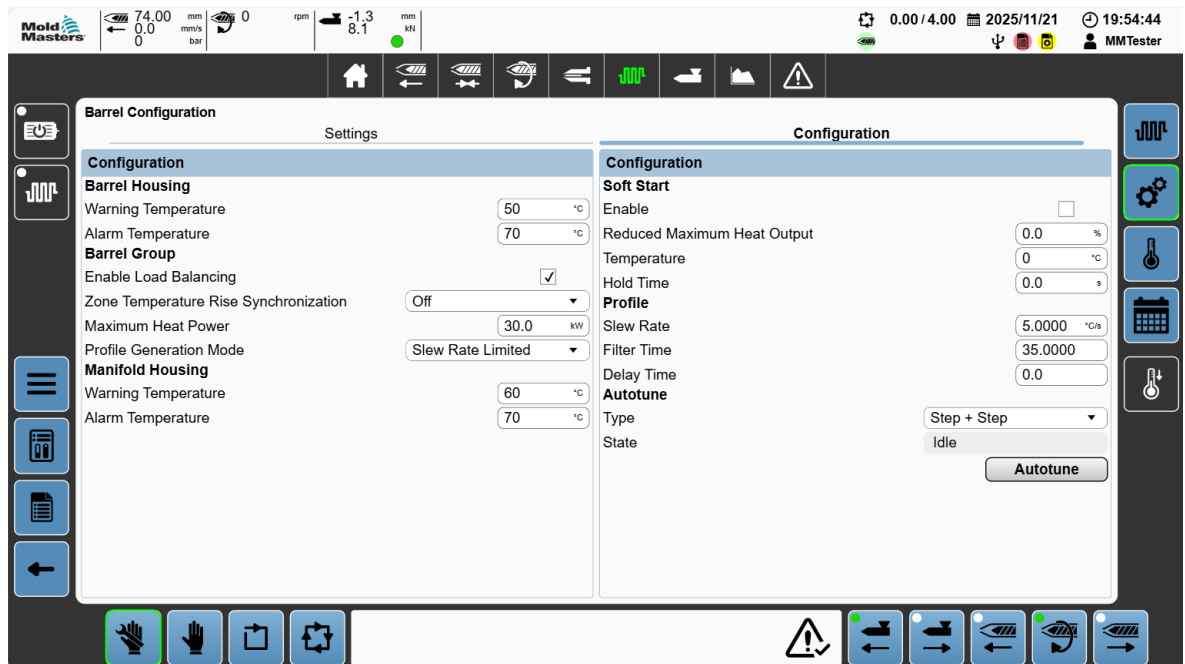 Mold
Masters
74.00 mm
0.0 mm/s
0 bar
0 rpm
-1.3 mm
8.1 kN
0.00 / 4.00
2025/11/21
19:54:44
MMTester
Barrel Configuration
Settings
Configuration
Configuration
Barrel Housing
Warning Temperature 50 °C
Alarm Temperature 70 °C
Barrel Group
Enable Load Balancing
Zone Temperature Rise Synchronization Off
Maximum Heat Power 30.0 kW
Profile Generation Mode Slew Rate Limited
Manifold Housing
Warning Temperature 60 °C
Alarm Temperature 70 °C
Configuration
Soft Start
Enable
Reduced Maximum Heat Output 0.0 %
Temperature 0 °C
Hold Time 0.0 s
Profile
Slew Rate 5.0000 °C/s
Filter Time 35.0000
Delay Time 0.0
Autotune
Type Step + Step
State Idle
Autotune